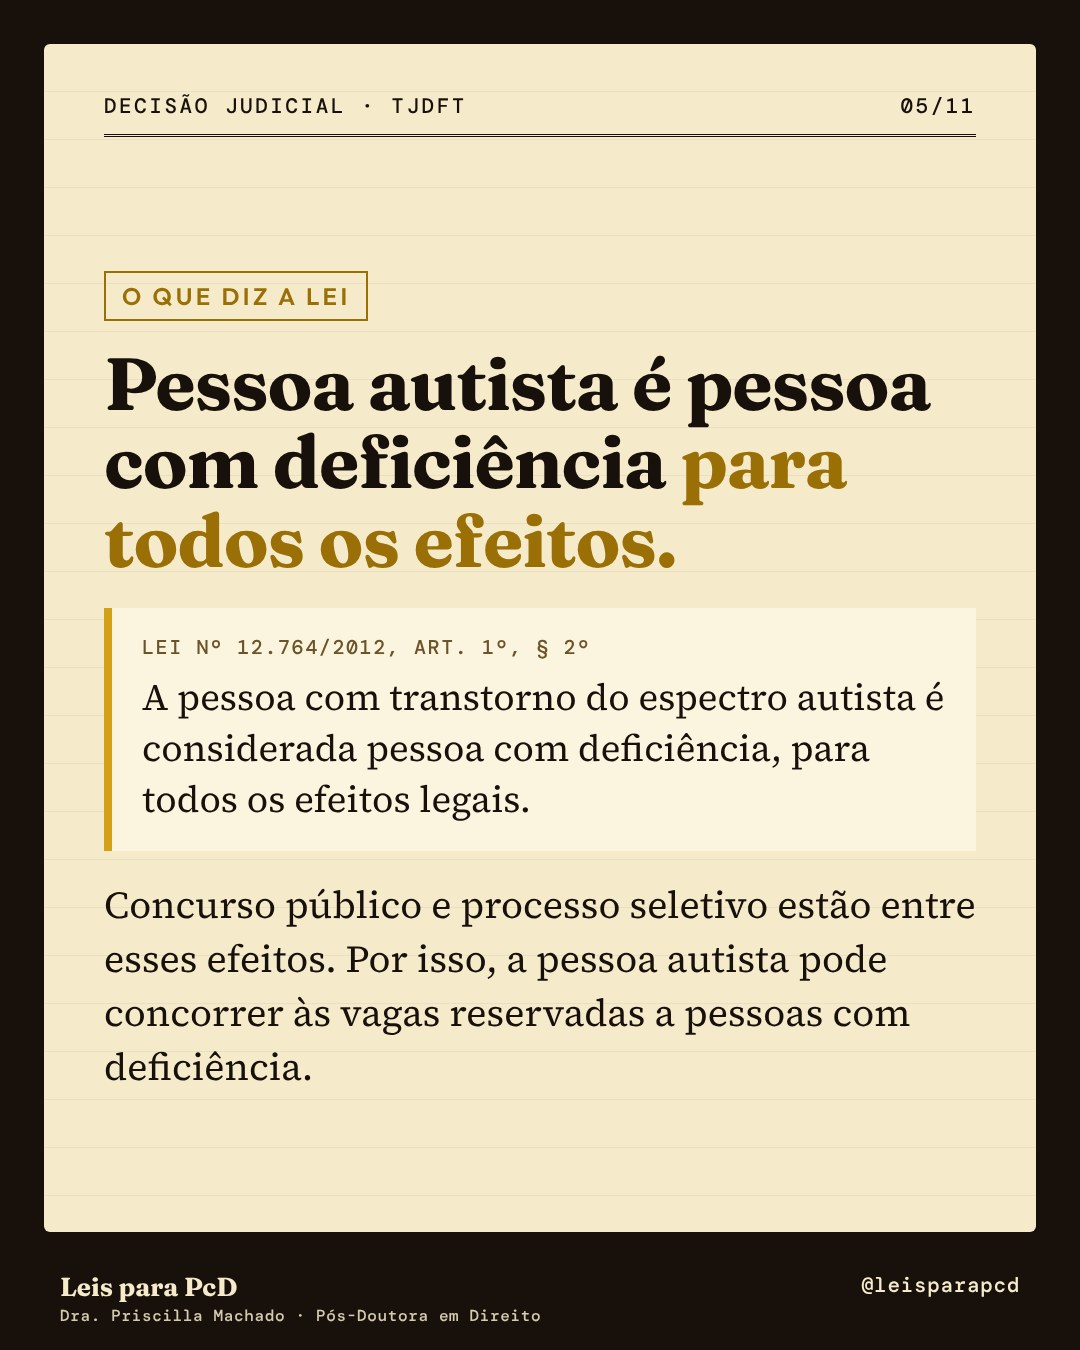 DECISÃO JUDICIAL · TJDFT
05/11
O QUE DIZ A LEI
Pessoa autista é pessoa
com deficiência para
todos os efeitos.
LEI Nº 12.764/2012, ART. 1º, § 2º
A pessoa com transtorno do espectro autista é
considerada pessoa com deficiência, para
todos os efeitos legais.
Concurso público e processo seletivo estão entre
esses efeitos. Por isso, a pessoa autista pode
concorrer às vagas reservadas a pessoas com
deficiência.
Leis para PcD
@leisparapcd
Dra. Priscilla Machado · Pós-Doutora em Direito